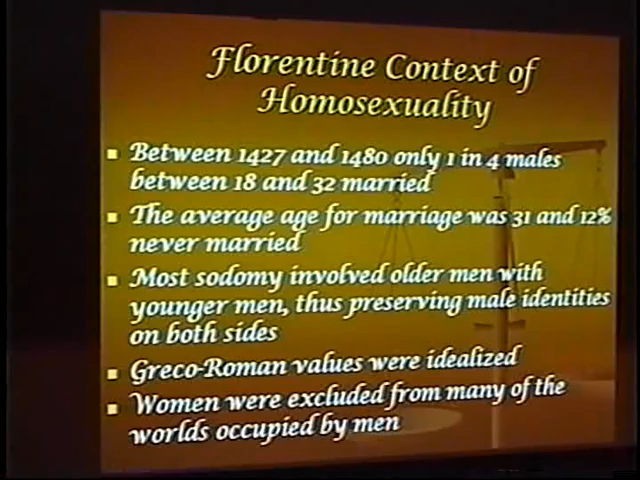 Florentine Context of
Homosexuality
Between 1427 and 1480 only 1 in 4 males
between 18 and 32 married
The average age for marriage was 31 and 12%
never married
Most sodomy involved older men with
younger men, thus preserving male identities
on both sides
Greco-Roman values were idealized
Women were excluded from many of the
worlds occupied by men